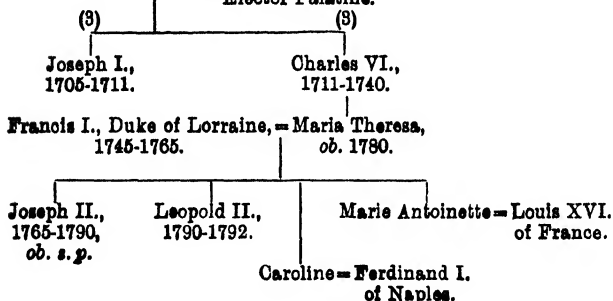 Elector Palatine.
(3) (3)
Joseph I., Charles VI.,
1705-1711. 1711-1740.
Francis I., Duke of Lorraine, = Maria Theresa,
1745-1765. ob. 1780.
Joseph II., Leopold II., Marie Antoinette = Louis XVI.
1765-1790, 1790-1792. of France.
ob. s.p.
Caroline = Ferdinand I.
of Naples.